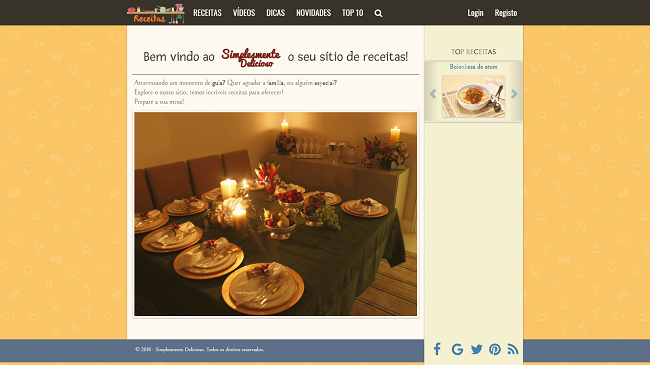 Receitas RECEITAS VÍDEOS DICAS NOVIDADES TOP 10 Login Registo
Bem vindo ao Simplesmente Delicioso o seu sítio de receitas!
Atravessando um momento de gula? Quer agradar a família, ou alguém especial?
Explore o nosso sítio, temos incríveis receitas para oferecer!
Prepare a sua mesa!
TOP RECEITAS
Bolonhesa de atum
© 2018 - Simplesmente Delicioso. Todos os direitos reservados.